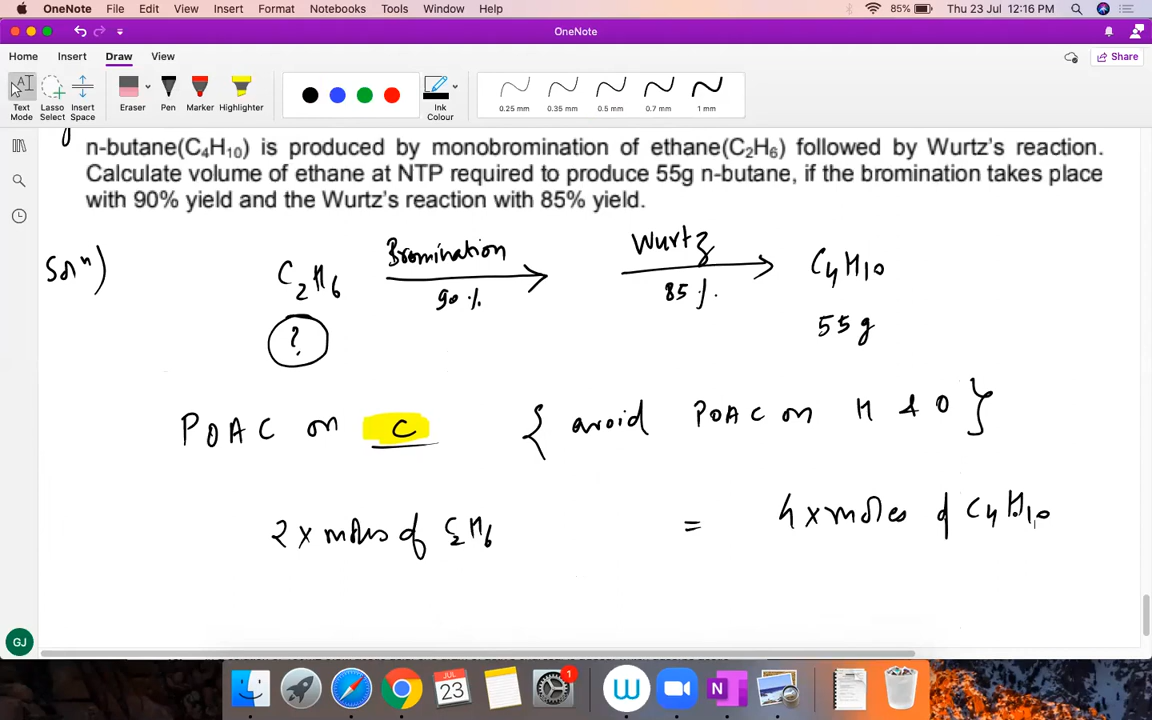 OneNote File Edit View Insert Format Notebooks Tools Window Help 85% Thu 23 Jul 12:16 PM
OneNote
Home Insert Draw View Share
Text Mode Lasso Select Insert Space Eraser Pen Marker Highlighter 0.25 mm 0.35 mm 0.5 mm 0.7 mm 1 mm Ink Colour
n-butane(C₄H₁₀) is produced by monobromination of ethane(C₂H₆) followed by Wurtz's reaction.
Calculate volume of ethane at NTP required to produce 55g n-butane, if the bromination takes place
with 90% yield and the Wurtz's reaction with 85% yield.
Solⁿ) C₂H₆ Bromination 90% Wurtz 85% C₄H₁₀
? 55g
POAC on C { avoid POAC on H & O }
2 x moles of C₂H₆ = 4 x moles of C₄H₁₀
GJ
JUL 23 1 W N